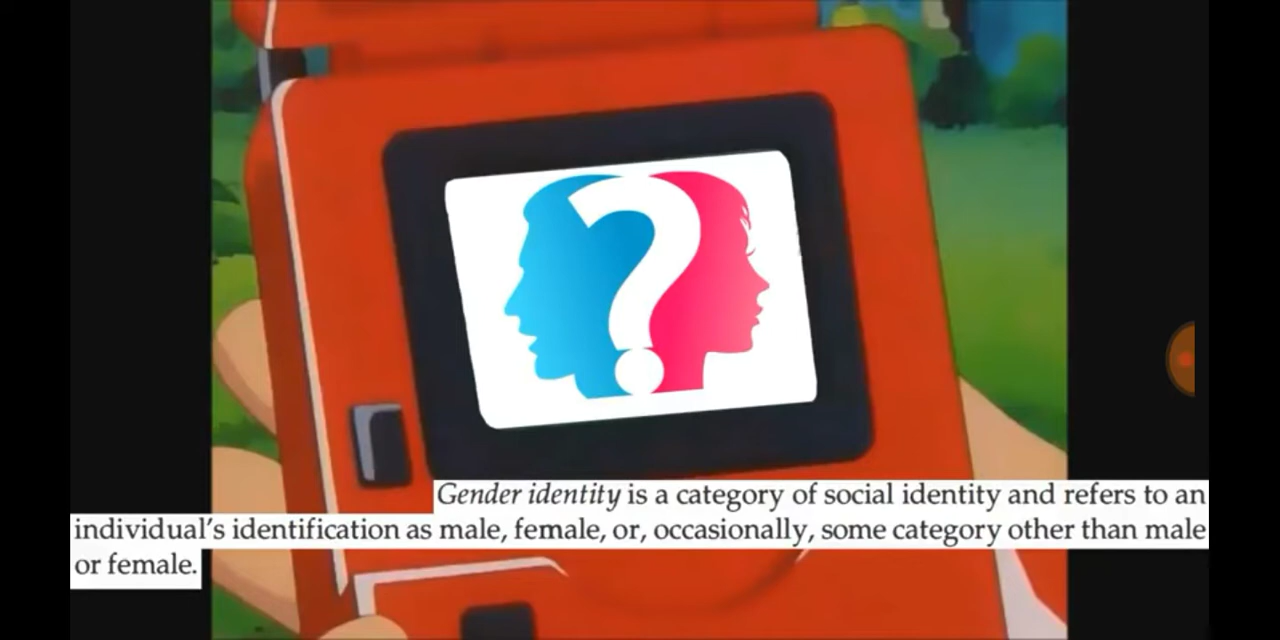 Gender identity is a category of social identity and refers to an
individual’s identification as male, female, or, occasionally, some category other than male
or female.